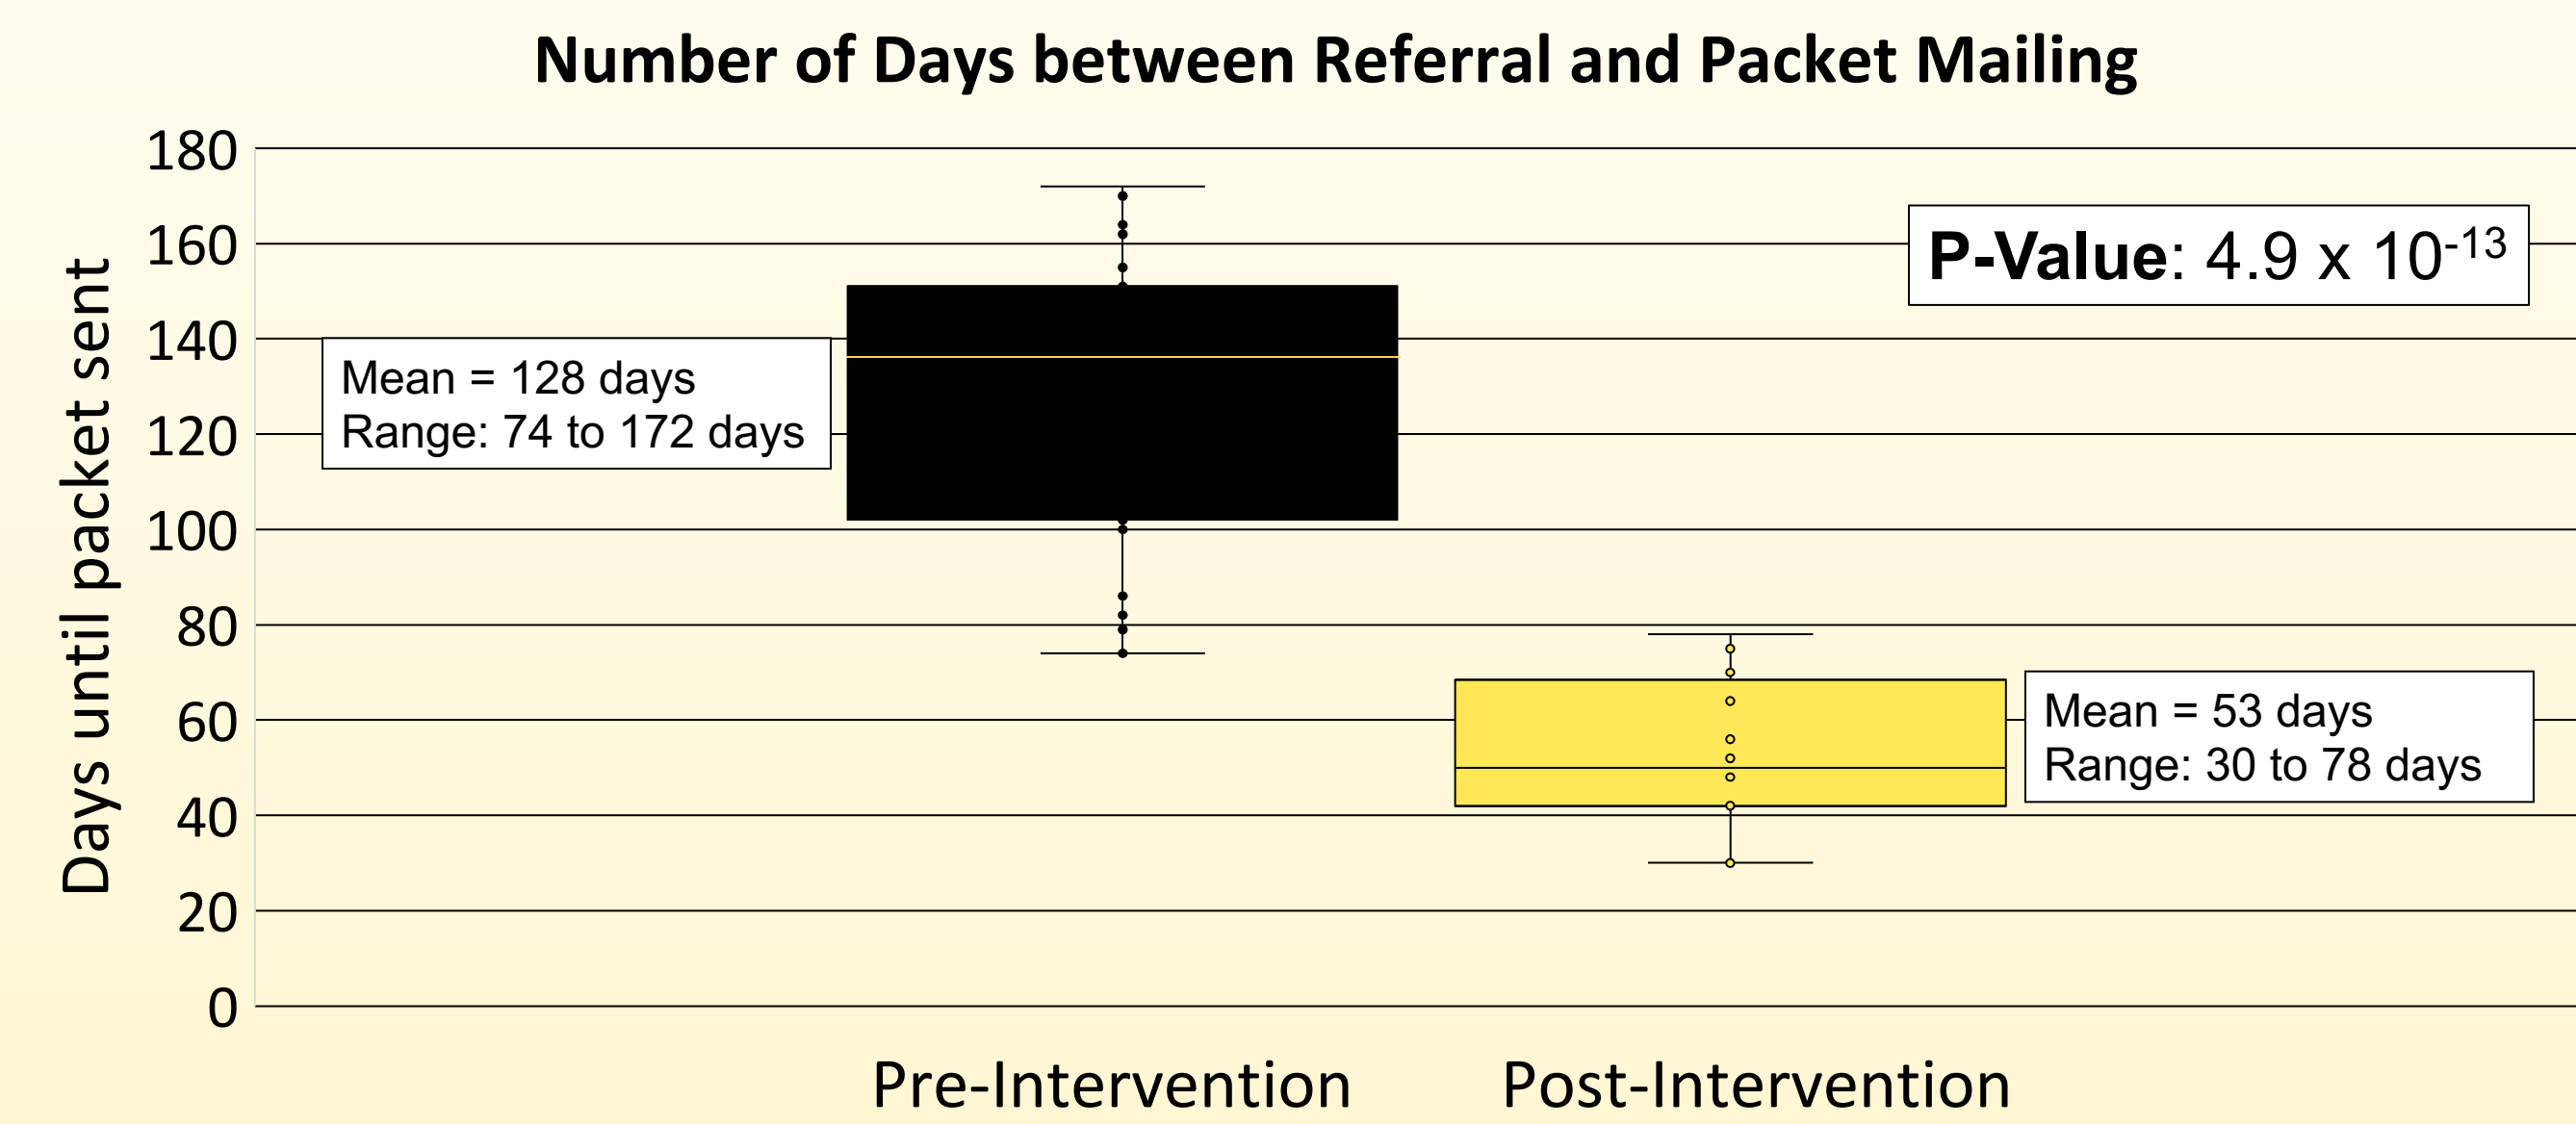 Number of Days between Referral and Packet Mailing
Days until packet sent
180
160
140
120
100
80
60
40
20
0
Mean = 128 days
Range: 74 to 172 days
P-Value: 4.9 x 10⁻¹³
Mean = 53 days
Range: 30 to 78 days
Pre-Intervention
Post-Intervention